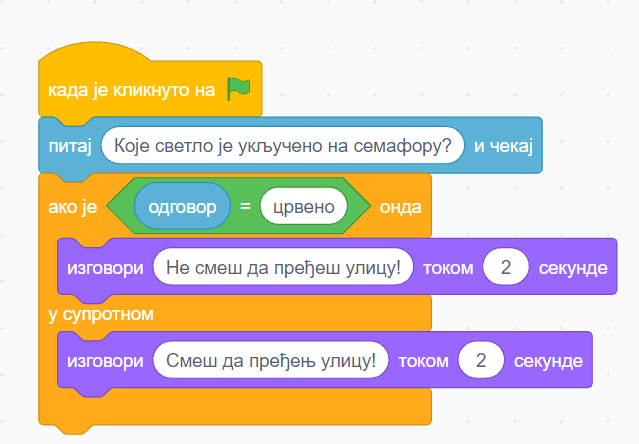 када је кликнуто на
питај Које светло је укључено на семафору? и чекај
ако је одговор = црвено онда
изговори Не смеш да пређеш улицу! током 2 секунде
у супротном
изговори Смеш да пређењ улицу! током 2 секунде